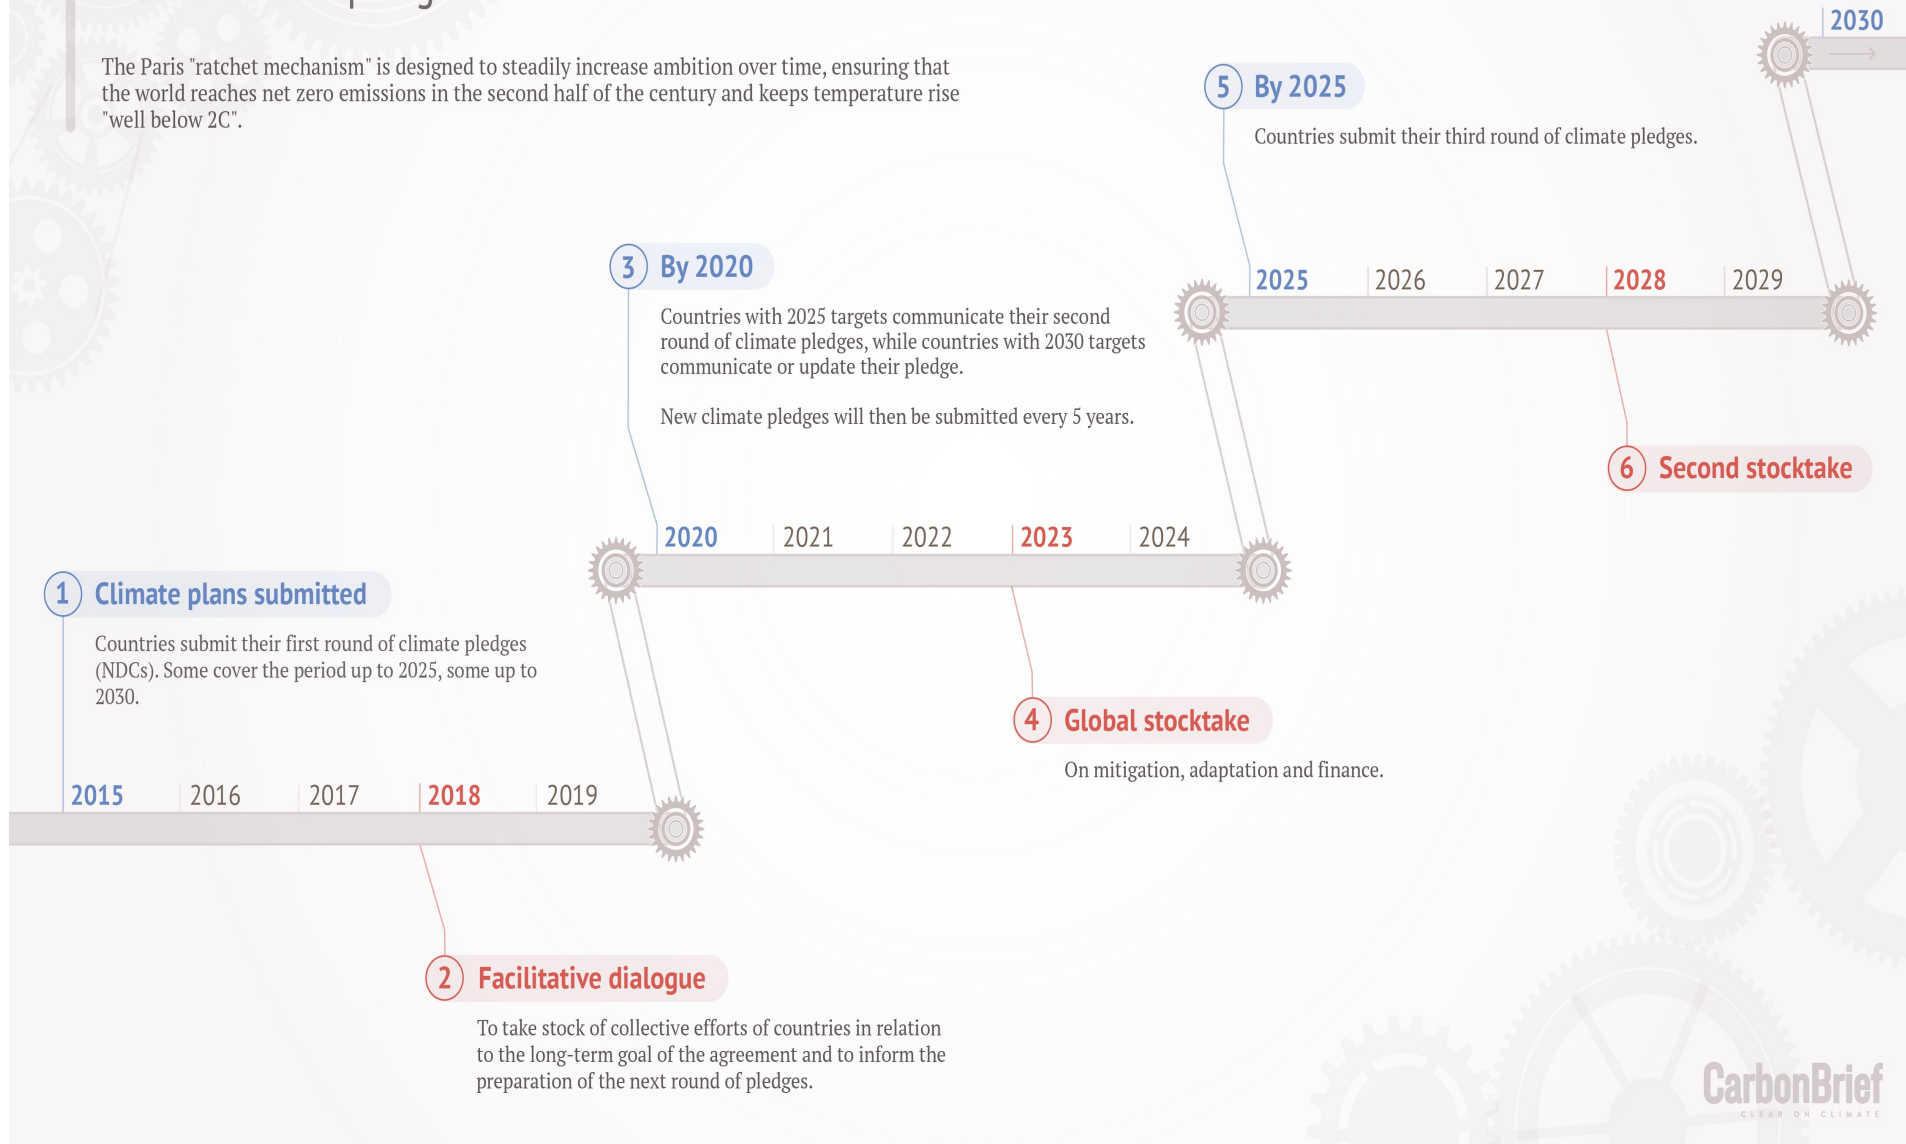 The Paris "ratchet mechanism" is designed to steadily increase ambition over time, ensuring that
the world reaches net zero emissions in the second half of the century and keeps temperature rise
"well below 2C".
2030
5 By 2025
Countries submit their third round of climate pledges.
3 By 2020
Countries with 2025 targets communicate their second
round of climate pledges, while countries with 2030 targets
communicate or update their pledge.
New climate pledges will then be submitted every 5 years.
2025 2026 2027 2028 2029
6 Second stocktake
2020 2021 2022 2023 2024
1 Climate plans submitted
Countries submit their first round of climate pledges
(NDCs). Some cover the period up to 2025, some up to
2030.
4 Global stocktake
On mitigation, adaptation and finance.
2015 2016 2017 2018 2019
2 Facilitative dialogue
To take stock of collective efforts of countries in relation
to the long-term goal of the agreement and to inform the
preparation of the next round of pledges.
CarbonBrief
CLEAR ON CLIMATE